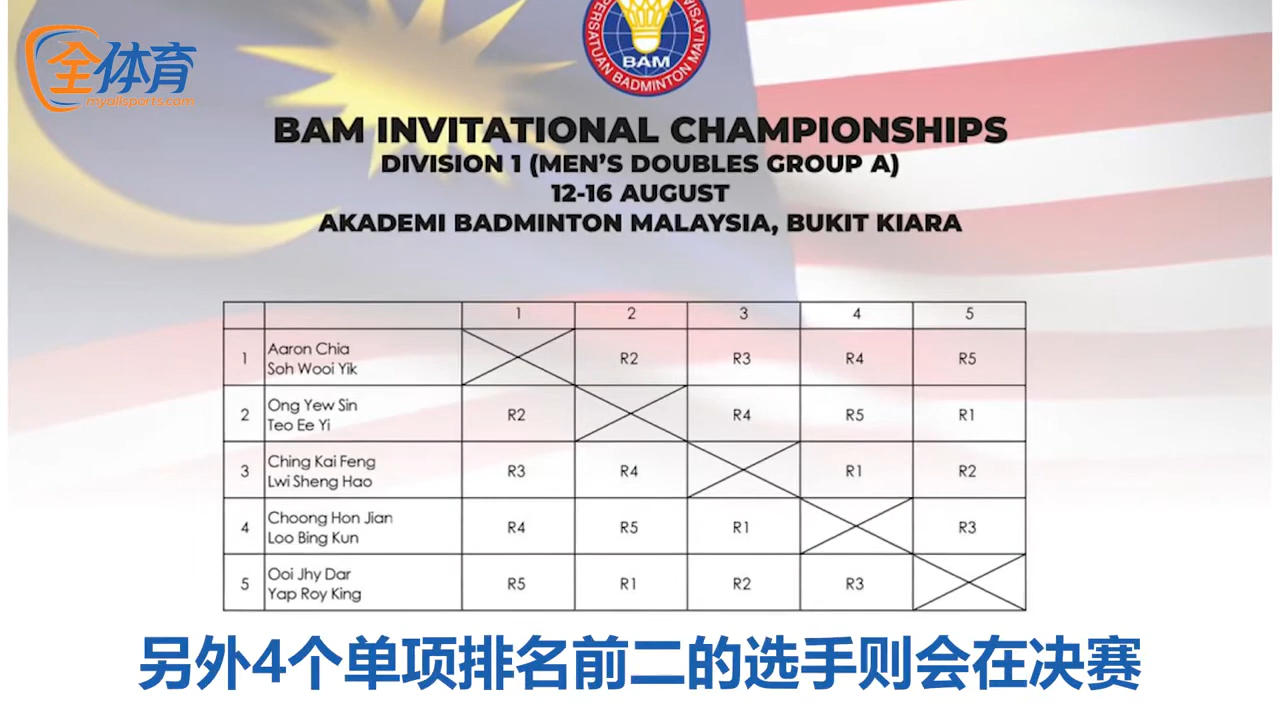 全体育
myallsports.com
PERSATUAN BADMINTON MALAYSIA
BAM
BAM INVITATIONAL CHAMPIONSHIPS
DIVISION 1 (MEN'S DOUBLES GROUP A)
12-16 AUGUST
AKADEMI BADMINTON MALAYSIA, BUKIT KIARA
1 2 3 4 5
1 Aaron Chia Soh Wooi Yik R2 R3 R4 R5
2 Ong Yew Sin Teo Ee Yi R2 R4 R5 R1
3 Ching Kai Feng Lwi Sheng Hao R3 R4 R1 R2
4 Choong Hon Jian Loo Bing Kun R4 R5 R1 R3
5 Ooi Jhy Dar Yap Roy King R5 R1 R2 R3
另外4个单项排名前二的选手则会在决赛